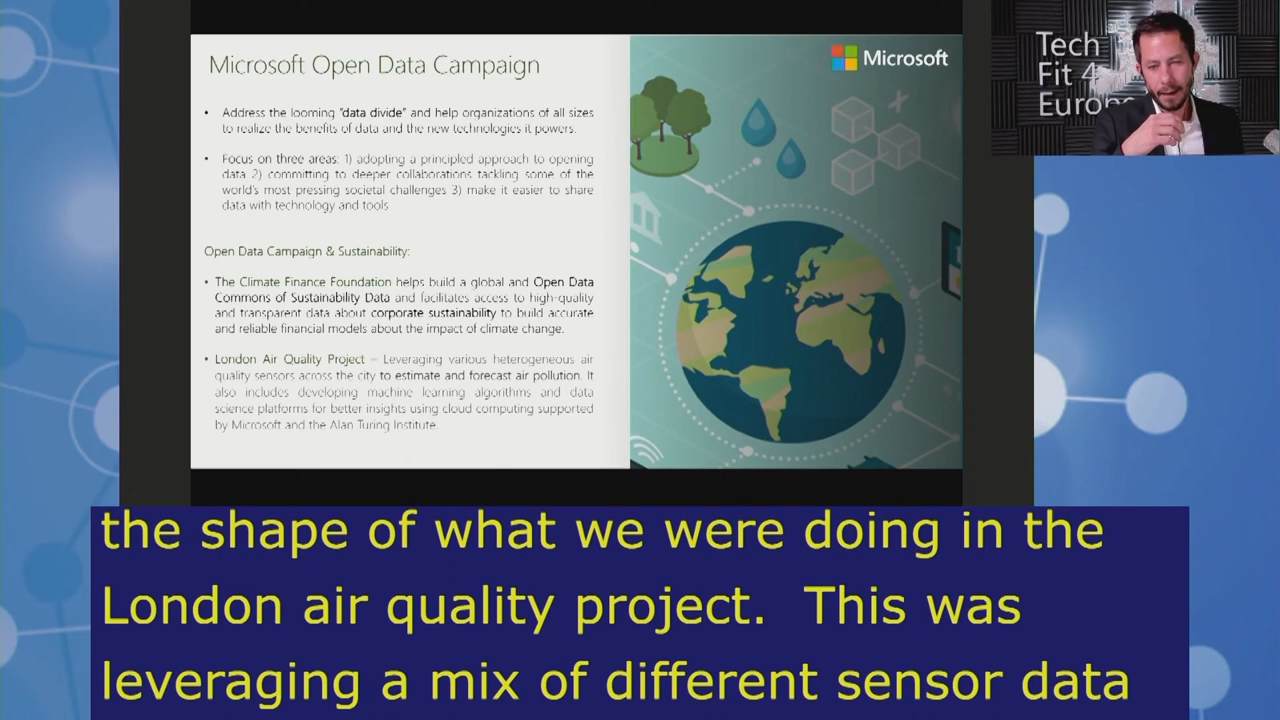 Microsoft Open Data Campaign
Microsoft
Tech
Fit 4
Europe
• Address the looming "data divide" and help organizations of all sizes
to realize the benefits of data and the new technologies it powers.
• Focus on three areas: 1) adopting a principled approach to opening
data 2) committing to deeper collaborations tackling some of the
world's most pressing societal challenges 3) make it easier to share
data with technology and tools
Open Data Campaign & Sustainability:
• The Climate Finance Foundation helps build a global and Open Data
Commons of Sustainability Data and facilitates access to high-quality
and transparent data about corporate sustainability to build accurate
and reliable financial models about the impact of climate change.
• London Air Quality Project – Leveraging various heterogeneous air
quality sensors across the city to estimate and forecast air pollution. It
also includes developing machine learning algorithms and data
science platforms for better insights using cloud computing supported
by Microsoft and the Alan Turing Institute.
the shape of what we were doing in the
London air quality project. This was
leveraging a mix of different sensor data